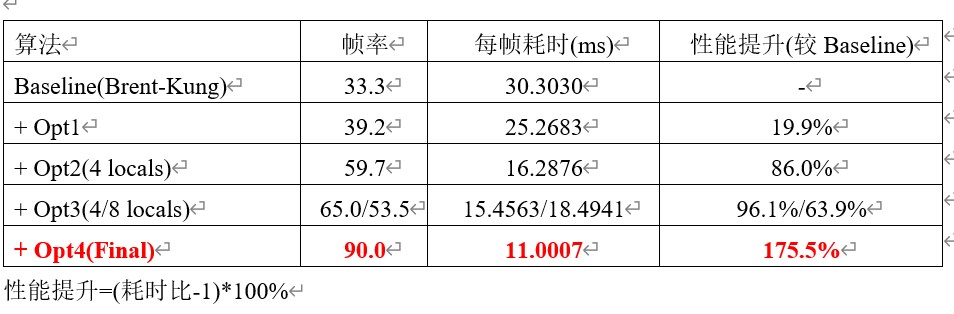 算法 帧率 每帧耗时(ms) 性能提升(较 Baseline)
Baseline(Brent-Kung) 33.3 30.3030 -
+ Opt1 39.2 25.2683 19.9%
+ Opt2(4 locals) 59.7 16.2876 86.0%
+ Opt3(4/8 locals) 65.0/53.5 15.4563/18.4941 96.1%/63.9%
+ Opt4(Final) 90.0 11.0007 175.5%
性能提升=(耗时比-1)*100%